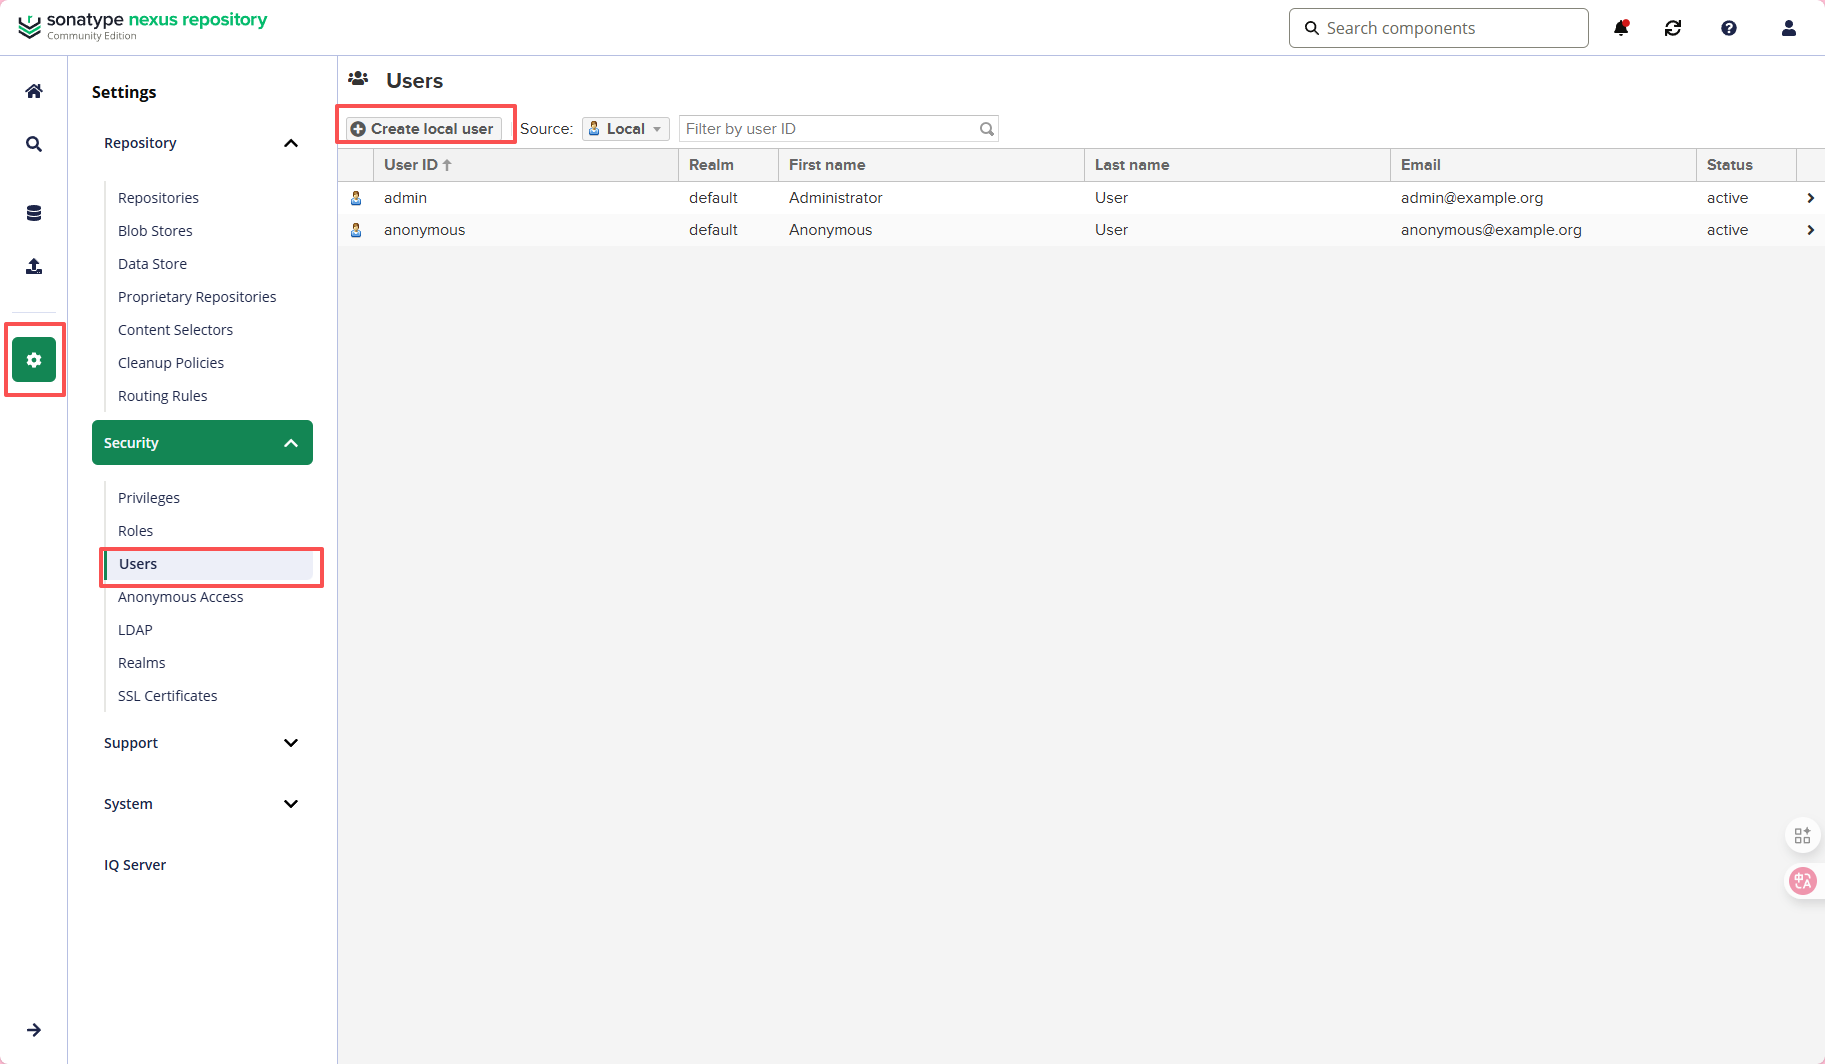 sonatype nexus repository
Community Edition
Search components
Settings
Repository
Repositories
Blob Stores
Data Store
Proprietary Repositories
Content Selectors
Cleanup Policies
Routing Rules
Security
Privileges
Roles
Users
Anonymous Access
LDAP
Realms
SSL Certificates
Support
System
IQ Server
Users
Create local user Source: Local Filter by user ID
User ID Realm First name Last name Email Status
admin default Administrator User admin@example.org active
anonymous default Anonymous User anonymous@example.org active
中A